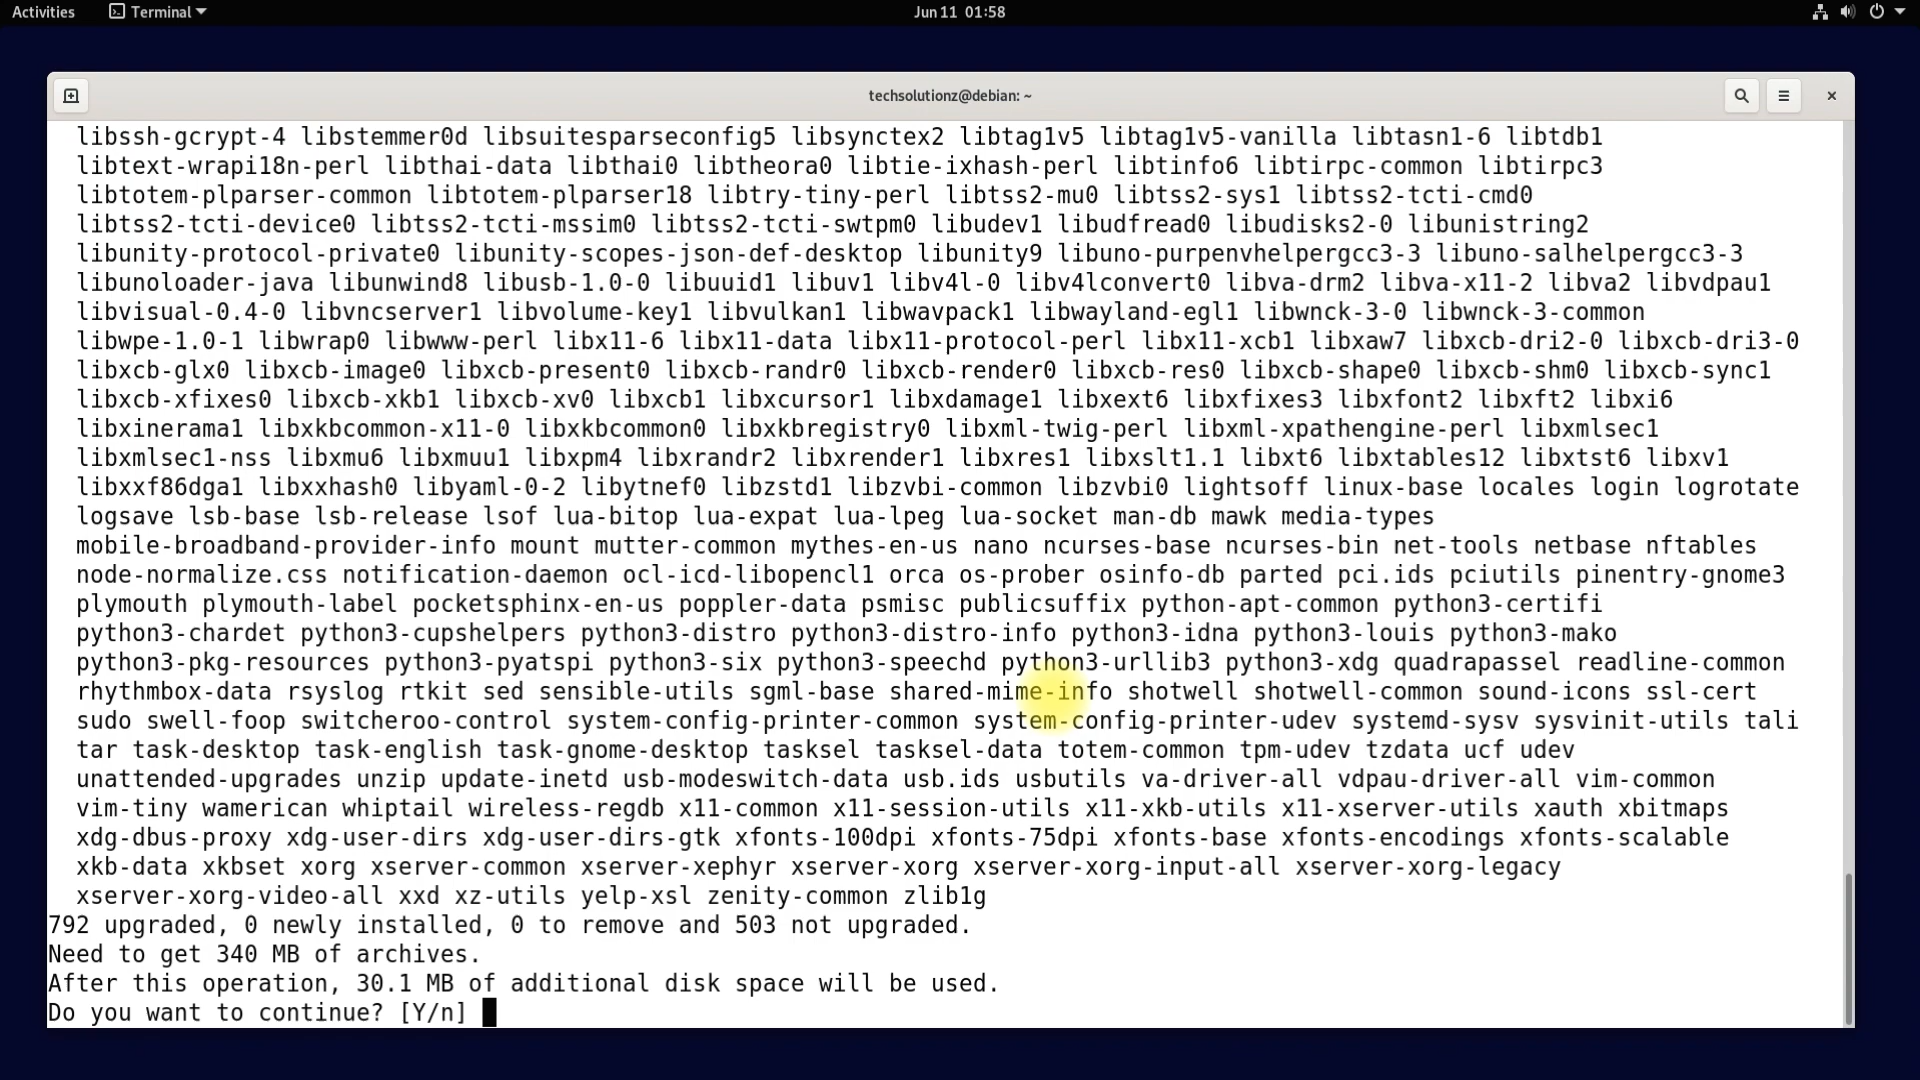 Activities Terminal Jun 11 01:58
techsolutionz@debian: ~
libssh-gcrypt-4 libstemmer0d libsuitesparseconfig5 libsynctex2 libtag1v5 libtag1v5-vanilla libtasn1-6 libtdb1
libtext-wrapi18n-perl libthai-data libthai0 libtheora0 libtie-ixhash-perl libtinfo6 libtirpc-common libtirpc3
libtotem-plparser-common libtotem-plparser18 libtry-tiny-perl libtss2-mu0 libtss2-sys1 libtss2-tcti-cmd0
libtss2-tcti-device0 libtss2-tcti-mssim0 libtss2-tcti-swtpm0 libudev1 libudfread0 libudisks2-0 libunistring2
libunity-protocol-private0 libunity-scopes-json-def-desktop libunity9 libuno-purpenvhelpergcc3-3 libuno-salhelpergcc3-3
libunoloader-java libunwind8 libusb-1.0-0 libuuid1 libuv1 libv4l-0 libv4lconvert0 libva-drm2 libva-x11-2 libva2 libvdpau1
libvisual-0.4-0 libvncserver1 libvolume-key1 libvulkan1 libwavpack1 libwayland-egl1 libwnck-3-0 libwnck-3-common
libwpe-1.0-1 libwrap0 libwww-perl libx11-6 libx11-data libx11-protocol-perl libx11-xcb1 libxaw7 libxcb-dri2-0 libxcb-dri3-0
libxcb-glx0 libxcb-image0 libxcb-present0 libxcb-randr0 libxcb-render0 libxcb-res0 libxcb-shape0 libxcb-shm0 libxcb-sync1
libxcb-xfixes0 libxcb-xkb1 libxcb-xv0 libxcb1 libxcursor1 libxdamage1 libxext6 libxfixes3 libxfont2 libxft2 libxi6
libxinerama1 libxkbcommon-x11-0 libxkbcommon0 libxkbregistry0 libxml-twig-perl libxml-xpathengine-perl libxmlsec1
libxmlsec1-nss libxmu6 libxmuu1 libxpm4 libxrandr2 libxrender1 libxres1 libxslt1.1 libxt6 libxtables12 libxtst6 libxv1
libxxf86dga1 libxxhash0 libyaml-0-2 libytnef0 libzstd1 libzvbi-common libzvbi0 lightsoff linux-base locales login logrotate
logsave lsb-base lsb-release lsof lua-bitop lua-expat lua-lpeg lua-socket man-db mawk media-types
mobile-broadband-provider-info mount mutter-common mythes-en-us nano ncurses-base ncurses-bin net-tools netbase nftables
node-normalize.css notification-daemon ocl-icd-libopencl1 orca os-prober osinfo-db parted pci.ids pciutils pinentry-gnome3
plymouth plymouth-label pocketsphinx-en-us poppler-data psmisc publicsuffix python-apt-common python3-certifi
python3-chardet python3-cupshelpers python3-distro python3-distro-info python3-idna python3-louis python3-mako
python3-pkg-resources python3-pyatspi python3-six python3-speechd python3-urllib3 python3-xdg quadrapassel readline-common
rhythmbox-data rsyslog rtkit sed sensible-utils sgml-base shared-mime-info shotwell shotwell-common sound-icons ssl-cert
sudo swell-foop switcheroo-control system-config-printer-common system-config-printer-udev systemd-sysv sysvinit-utils tali
tar task-desktop task-english task-gnome-desktop tasksel tasksel-data totem-common tpm-udev tzdata ucf udev
unattended-upgrades unzip update-inetd usb-modeswitch-data usb.ids usbutils va-driver-all vdpau-driver-all vim-common
vim-tiny wamerican whiptail wireless-regdb x11-common x11-session-utils x11-xkb-utils x11-xserver-utils xauth xbitmaps
xdg-dbus-proxy xdg-user-dirs xdg-user-dirs-gtk xfonts-100dpi xfonts-75dpi xfonts-base xfonts-encodings xfonts-scalable
xkb-data xkbset xorg xserver-common xserver-xephyr xserver-xorg xserver-xorg-input-all xserver-xorg-legacy
xserver-xorg-video-all xxd xz-utils yelp-xsl zenity-common zlib1g
792 upgraded, 0 newly installed, 0 to remove and 503 not upgraded.
Need to get 340 MB of archives.
After this operation, 30.1 MB of additional disk space will be used.
Do you want to continue? [Y/n]